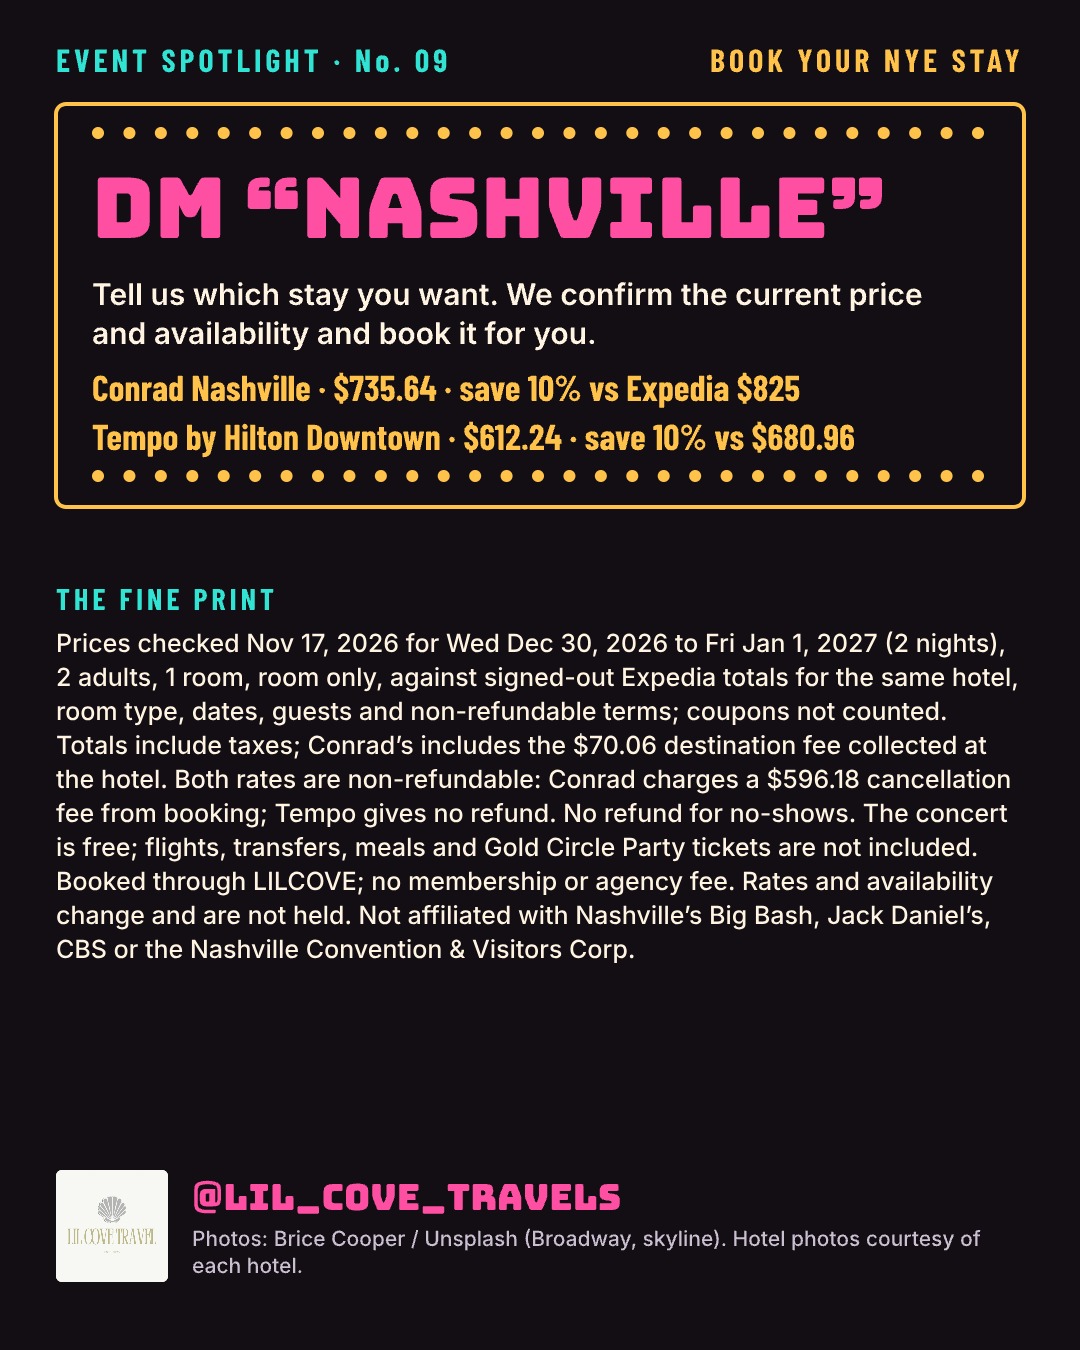 EVENT SPOTLIGHT · No. 09
BOOK YOUR NYE STAY
DM “NASHVILLE”
Tell us which stay you want. We confirm the current price
and availability and book it for you.
Conrad Nashville · $735.64 · save 10% vs Expedia $825
Tempo by Hilton Downtown · $612.24 · save 10% vs $680.96
THE FINE PRINT
Prices checked Nov 17, 2026 for Wed Dec 30, 2026 to Fri Jan 1, 2027 (2 nights),
2 adults, 1 room, room only, against signed-out Expedia totals for the same hotel,
room type, dates, guests and non-refundable terms; coupons not counted.
Totals include taxes; Conrad’s includes the $70.06 destination fee collected at
the hotel. Both rates are non-refundable: Conrad charges a $596.18 cancellation
fee from booking; Tempo gives no refund. No refund for no-shows. The concert
is free; flights, transfers, meals and Gold Circle Party tickets are not included.
Booked through LILCOVE; no membership or agency fee. Rates and availability
change and are not held. Not affiliated with Nashville’s Big Bash, Jack Daniel’s,
CBS or the Nashville Convention & Visitors Corp.
LIL COVE TRAVEL
@LIL_COVE_TRAVELS
Photos: Brice Cooper / Unsplash (Broadway, skyline). Hotel photos courtesy of
each hotel.